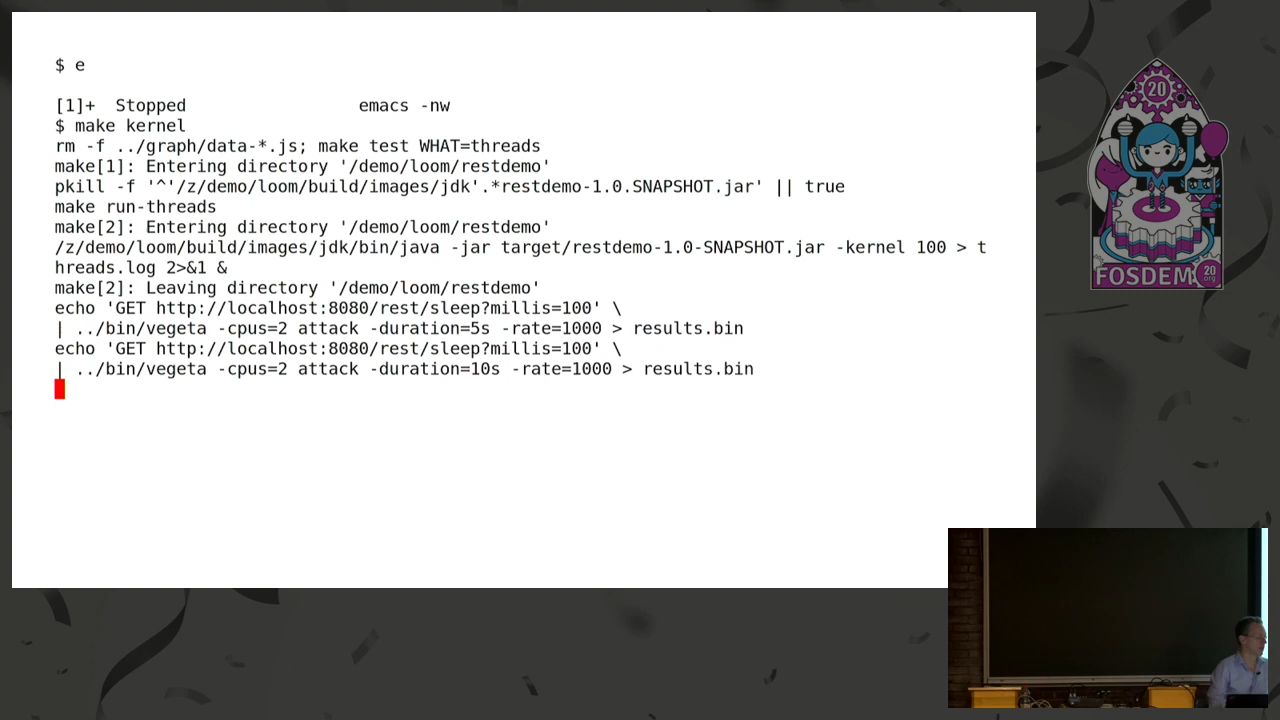 $ e
[1]+  Stopped                 emacs -nw
$ make kernel
rm -f ../graph/data-*.js; make test WHAT=threads
make[1]: Entering directory '/demo/loom/restdemo'
pkill -f '^'/z/demo/loom/build/images/jdk'.*restdemo-1.0.SNAPSHOT.jar' || true
make run-threads
make[2]: Entering directory '/demo/loom/restdemo'
/z/demo/loom/build/images/jdk/bin/java -jar target/restdemo-1.0-SNAPSHOT.jar -kernel 100 > t
hreads.log 2>&1 &
make[2]: Leaving directory '/demo/loom/restdemo'
echo 'GET http://localhost:8080/rest/sleep?millis=100' \
| ../bin/vegeta -cpus=2 attack -duration=5s -rate=1000 > results.bin
echo 'GET http://localhost:8080/rest/sleep?millis=100' \
| ../bin/vegeta -cpus=2 attack -duration=10s -rate=1000 > results.bin
20
FOSDEM
20
.org